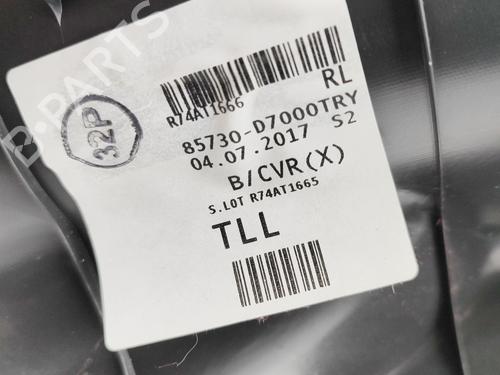 B-PARTS
32P
R74AT1666
RL
85730-D7000TRY
04.07.2017 S2
B/CVR(X)
S.LOT R74AT1665
TLL